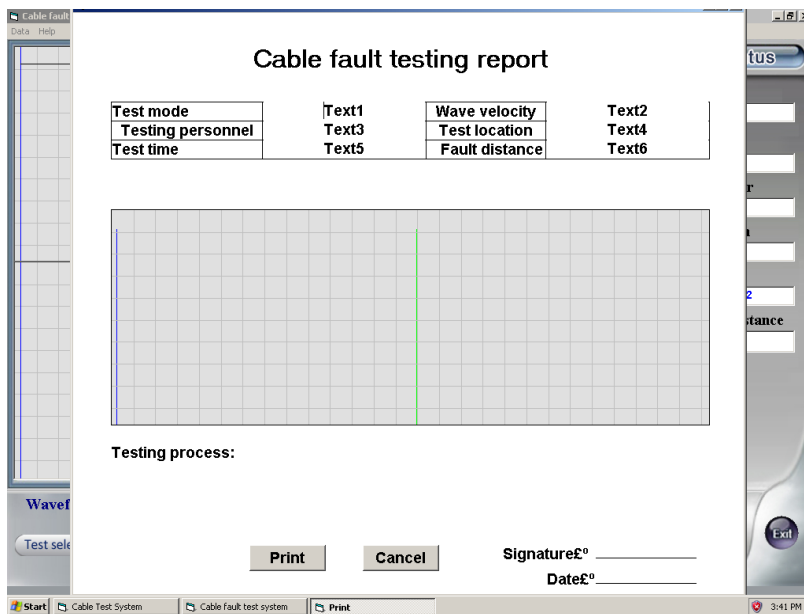 Cable fault
Data Help
Cable fault testing report
tus
Test mode Text1 Wave velocity Text2
Testing personnel Text3 Test location Text4
Test time Text5 Fault distance Text6
r
2
stance
Testing process:
Wavef
Test sele
Print Cancel
Signature£º
Date£º
Exit
Start Cable Test System Cable fault test system Print 3:41 PM